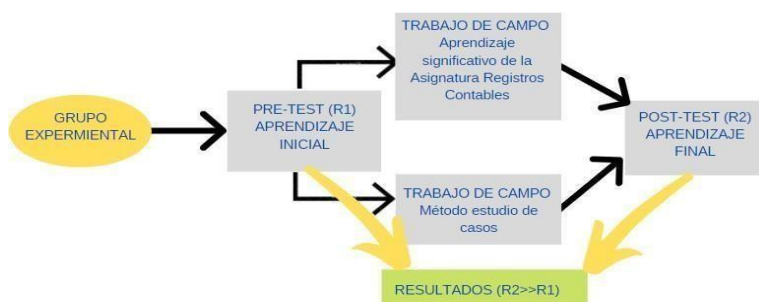 GRUPO
EXPERMIENTAL
PRE-TEST (R1)
APRENDIZAJE
INICIAL
TRABAJO DE CAMPO
Aprendizaje
significativo de la
Asignatura Registros
Contables
TRABAJO DE CAMPO
Método estudio de
casos
POST-TEST (R2)
APRENDIZAJE
FINAL
RESULTADOS (R2>>R1)